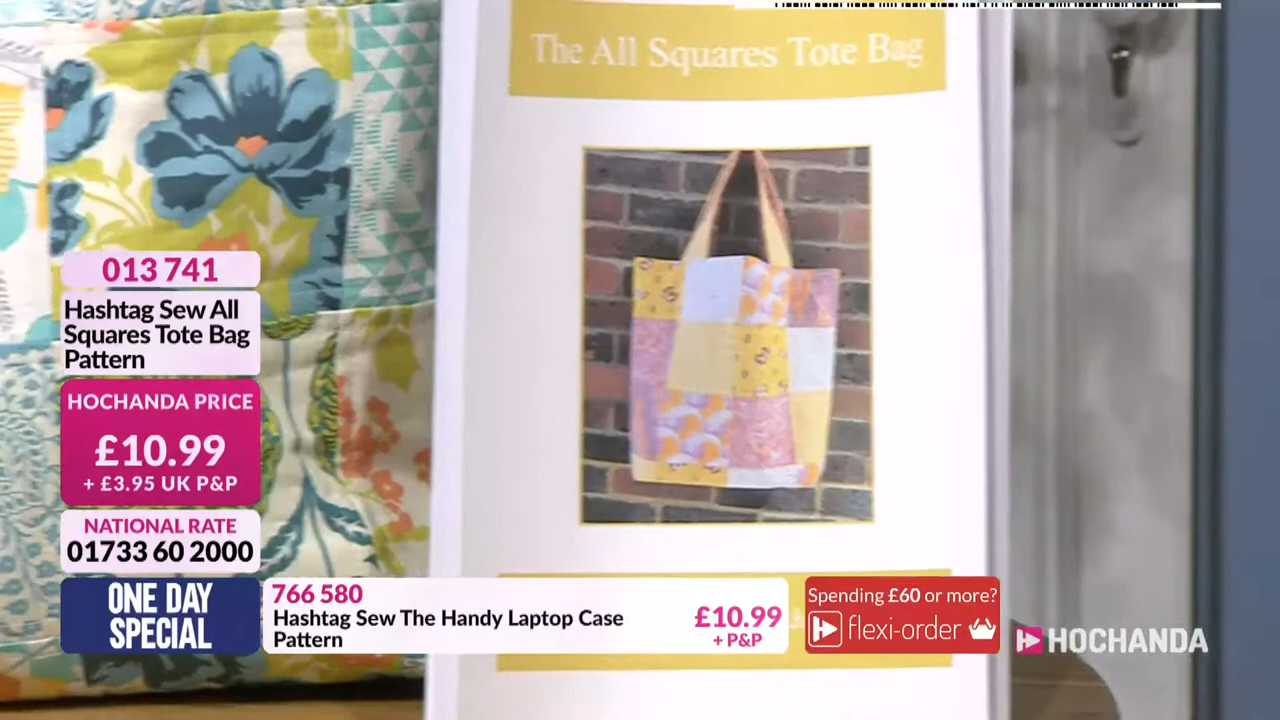 The All Squares Tote Bag
013 741
Hashtag Sew All
Squares Tote Bag
Pattern
HOCHANDA PRICE
£10.99
+ £3.95 UK P&P
NATIONAL RATE
01733 60 2000
ONE DAY
SPECIAL
766 580
Hashtag Sew The Handy Laptop Case
Pattern
£10.99
+ P&P
Spending £60 or more?
flexi-order
HOCHANDA